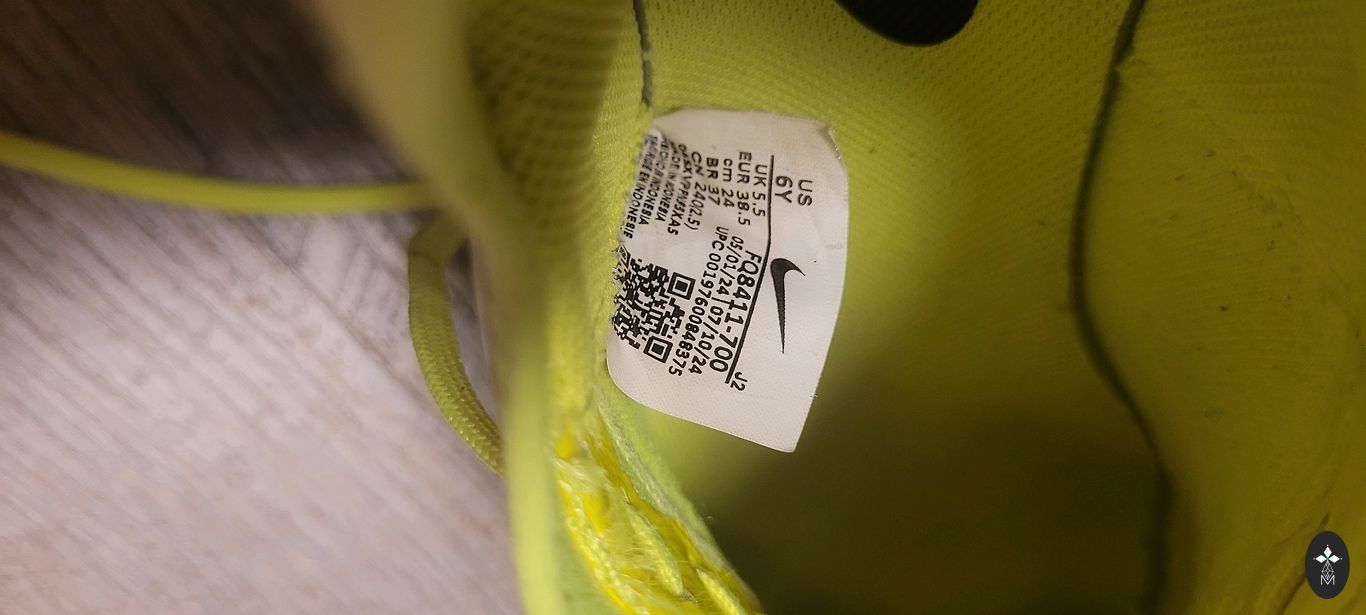 US
6Y
UK 5.5
EUR 38.5
cm 24
BR 37
CN 240(2.5)
FQ8411-700 J2
05/01/24|07/10/24
UPC 00197600848375
MADE IN INDONESIA
M